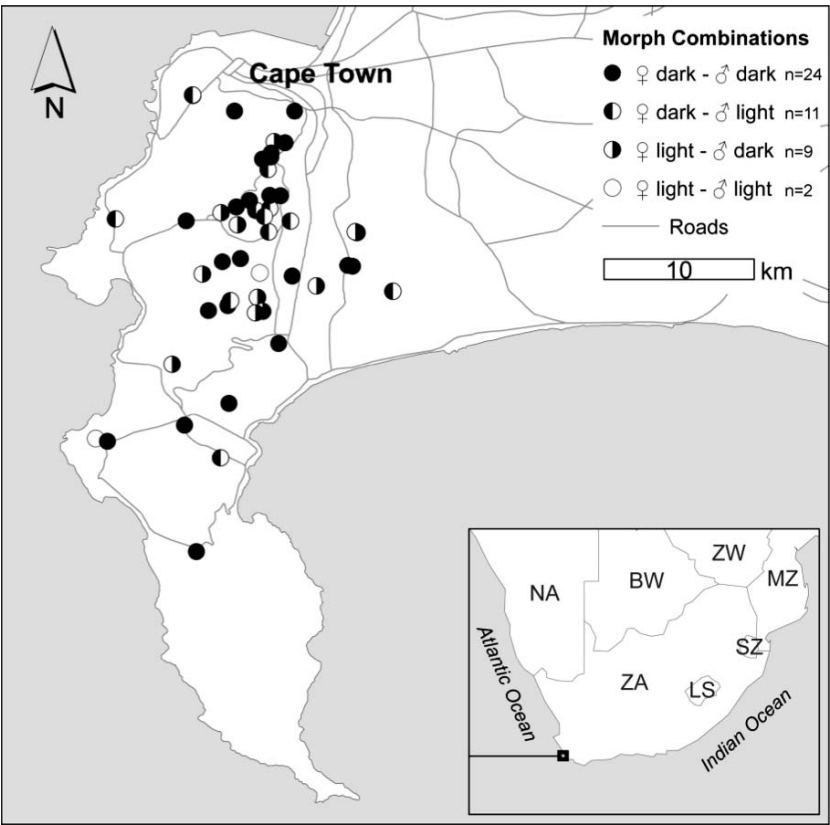 Cape Town
N
Morph Combinations
♀ dark - ♂ dark n=24
♀ dark - ♂ light n=11
♀ light - ♂ dark n=9
♀ light - ♂ light n=2
Roads
10 km
NA
BW
ZW
MZ
SZ
ZA
LS
Atlantic Ocean
Indian Ocean